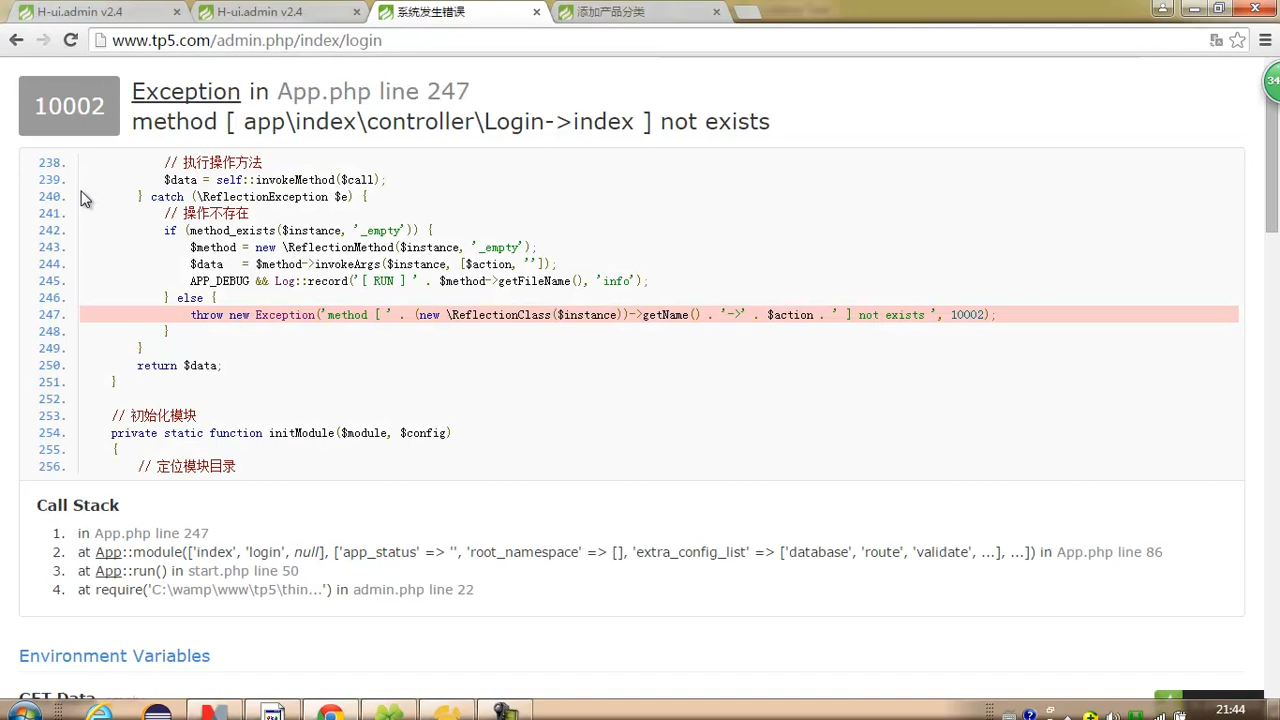 H-ui.admin v2.4
H-ui.admin v2.4
系统发生错误
添加产品分类
www.tp5.com/admin.php/index/login
34
10002
Exception in App.php line 247
method [ app\index\controller\Login->index ] not exists
238. // 执行操作方法
239. $data = self::invokeMethod($call);
240. } catch (\ReflectionException $e) {
241. // 操作不存在
242. if (method_exists($instance, '_empty')) {
243. $method = new \ReflectionMethod($instance, '_empty');
244. $data = $method->invokeArgs($instance, [$action, '']);
245. APP_DEBUG && Log::record('[ RUN ] ' . $method->getFileName(), 'info');
246. } else {
247. throw new Exception('method [ ' . (new \ReflectionClass($instance))->getName() . '->' . $action . ' ] not exists ', 10002);
248. }
249. }
250. return $data;
251. }
252.
253. // 初始化模块
254. private static function initModule($module, $config)
255. {
256. // 定位模块目录
Call Stack
1. in App.php line 247
2. at App::module(['index', 'login', null], ['app_status' => '', 'root_namespace' => [], 'extra_config_list' => ['database', 'route', 'validate', ...], ...]) in App.php line 86
3. at App::run() in start.php line 50
4. at require('C:\wamp\www\tp5\thin...') in admin.php line 22
Environment Variables
GET Data
21:44